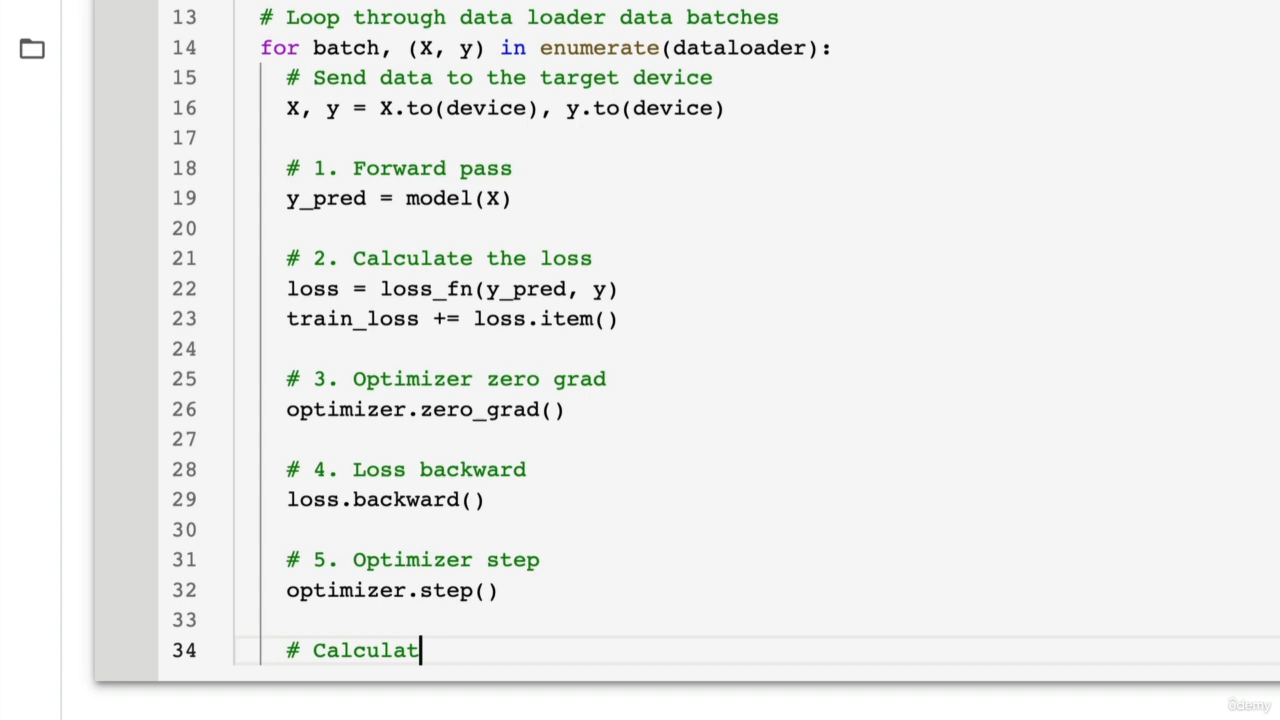 13 # Loop through data loader data batches
14 for batch, (X, y) in enumerate(dataloader):
15 # Send data to the target device
16 X, y = X.to(device), y.to(device)
17
18 # 1. Forward pass
19 y_pred = model(X)
20
21 # 2. Calculate the loss
22 loss = loss_fn(y_pred, y)
23 train_loss += loss.item()
24
25 # 3. Optimizer zero grad
26 optimizer.zero_grad()
27
28 # 4. Loss backward
29 loss.backward()
30
31 # 5. Optimizer step
32 optimizer.step()
33
34 # Calculat
ûdemy